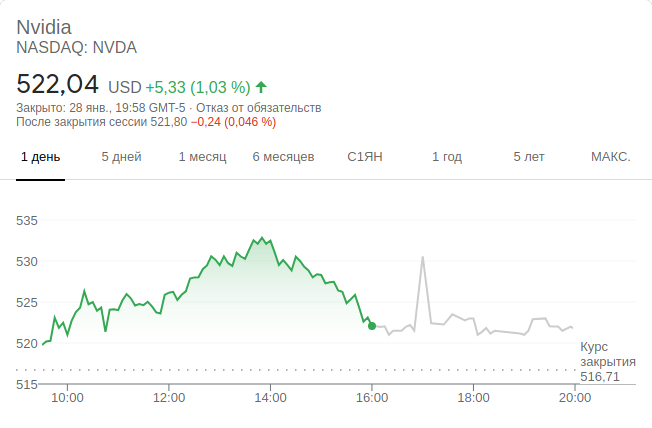 Nvidia
NASDAQ: NVDA
522,04 USD +5,33 (1,03 %)
Закрыто: 28 янв., 19:58 GMT-5 · Отказ от обязательств
После закрытия сессии 521,80 −0,24 (0,046 %)
1 день 5 дней 1 месяц 6 месяцев С1ЯН 1 год 5 лет МАКС.
535
530
525
520
515
Курс
закрытия
516,71
10:00 12:00 14:00 16:00 18:00 20:00